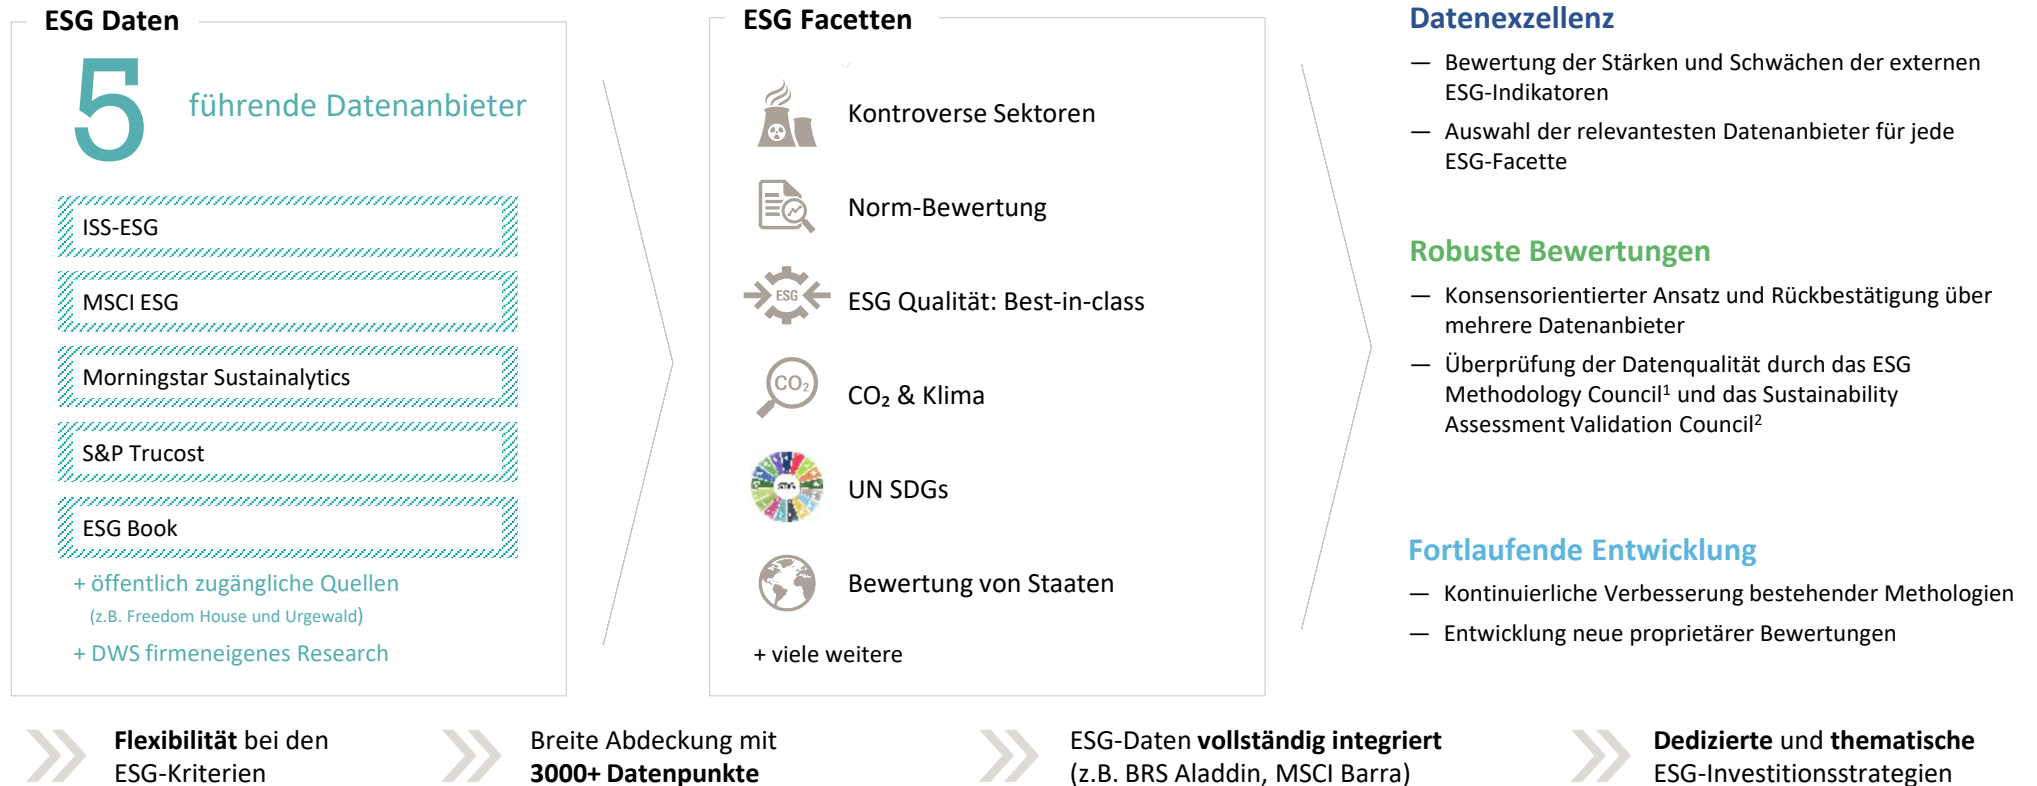 ESG Daten
5
führende Datenanbieter
ISS-ESG
MSCI ESG
Morningstar Sustainalytics
S&P Trucost
ESG Book
+ öffentlich zugängliche Quellen
(z.B. Freedom House und Urgewald)
+ DWS firmeneigenes Research
ESG Facetten
Kontroverse Sektoren
Norm-Bewertung
ESG
ESG Qualität: Best-in-class
CO₂
CO₂ & Klima
UN SDGs
Bewertung von Staaten
+ viele weitere
Datenexzellenz
— Bewertung der Stärken und Schwächen der externen
ESG-Indikatoren
— Auswahl der relevantesten Datenanbieter für jede
ESG-Facette
Robuste Bewertungen
— Konsensorientierter Ansatz und Rückbestätigung über
mehrere Datenanbieter
— Überprüfung der Datenqualität durch das ESG
Methodology Council¹ und das Sustainability
Assessment Validation Council²
Fortlaufende Entwicklung
— Kontinuierliche Verbesserung bestehender Methologien
— Entwicklung neue proprietärer Bewertungen
Flexibilität bei den
ESG-Kriterien
Breite Abdeckung mit
3000+ Datenpunkte
ESG-Daten vollständig integriert
(z.B. BRS Aladdin, MSCI Barra)
Dedizierte und thematische
ESG-Investitionsstrategien